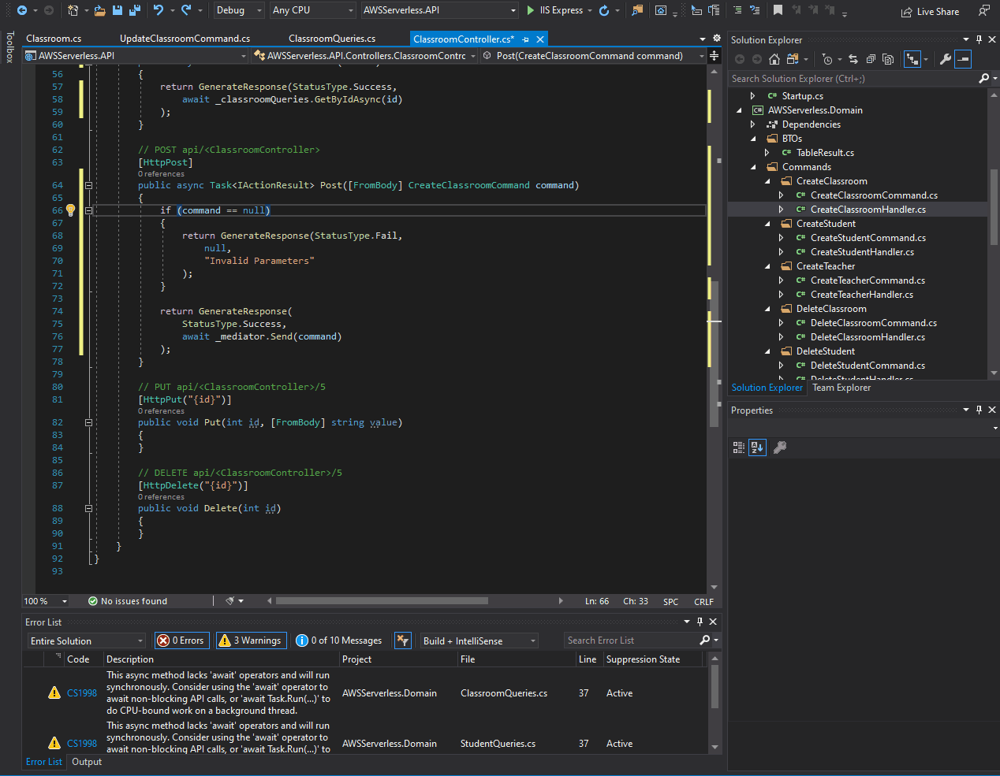 Debug
Any CPU
AWSServerless.API
IIS Express
Live Share
Toolbox
Classroom.cs
UpdateClassroomCommand.cs
ClassroomQueries.cs
ClassroomController.cs*
AWSServerless.API
AWSServerless.API.Controllers.ClassroomContrc
Post(CreateClassroomCommand command)
56 {
57 return GenerateResponse(StatusType.Success,
58 await _classroomQueries.GetByIdAsync(id)
59 );
60 }
61
62 // POST api/<ClassroomController>
63 [HttpPost]
0 references
64 public async Task<IActionResult> Post([FromBody] CreateClassroomCommand command)
65 {
66 if (command == null)
67 {
68 return GenerateResponse(StatusType.Fail,
69 null,
70 "Invalid Parameters"
71 );
72 }
73
74 return GenerateResponse(
75 StatusType.Success,
76 await _mediator.Send(command)
77 );
78 }
79
80 // PUT api/<ClassroomController>/5
81 [HttpPut("{id}")]
0 references
82 public void Put(int id, [FromBody] string value)
83 {
84 }
85
86 // DELETE api/<ClassroomController>/5
87 [HttpDelete("{id}")]
0 references
88 public void Delete(int id)
89 {
90 }
91 }
92 }
93
100 %
No issues found
Ln: 66
Ch: 33
SPC
CRLF
Error List
Entire Solution
0 Errors
3 Warnings
0 of 10 Messages
Build + IntelliSense
Search Error List
Code Description Project File Line Suppression State
CS1998
This async method lacks 'await' operators and will run
synchronously. Consider using the 'await' operator to
await non-blocking API calls, or 'await Task.Run(...)' to
do CPU-bound work on a background thread.
AWSServerless.Domain ClassroomQueries.cs 37 Active
CS1998
This async method lacks 'await' operators and will run
synchronously. Consider using the 'await' operator to
await non-blocking API calls, or 'await Task.Run(...)' to
AWSServerless.Domain StudentQueries.cs 37 Active
Error List
Output
Solution Explorer
Search Solution Explorer (Ctrl+;)
C# Startup.cs
C# AWSServerless.Domain
Dependencies
BTOs
C# TableResult.cs
Commands
CreateClassroom
C# CreateClassroomCommand.cs
C# CreateClassroomHandler.cs
CreateStudent
C# CreateStudentCommand.cs
C# CreateStudentHandler.cs
CreateTeacher
C# CreateTeacherCommand.cs
C# CreateTeacherHandler.cs
DeleteClassroom
C# DeleteClassroomCommand.cs
C# DeleteClassroomHandler.cs
DeleteStudent
C# DeleteStudentCommand.cs
C# DeleteStudentHandler.cs
Solution Explorer
Team Explorer
Properties